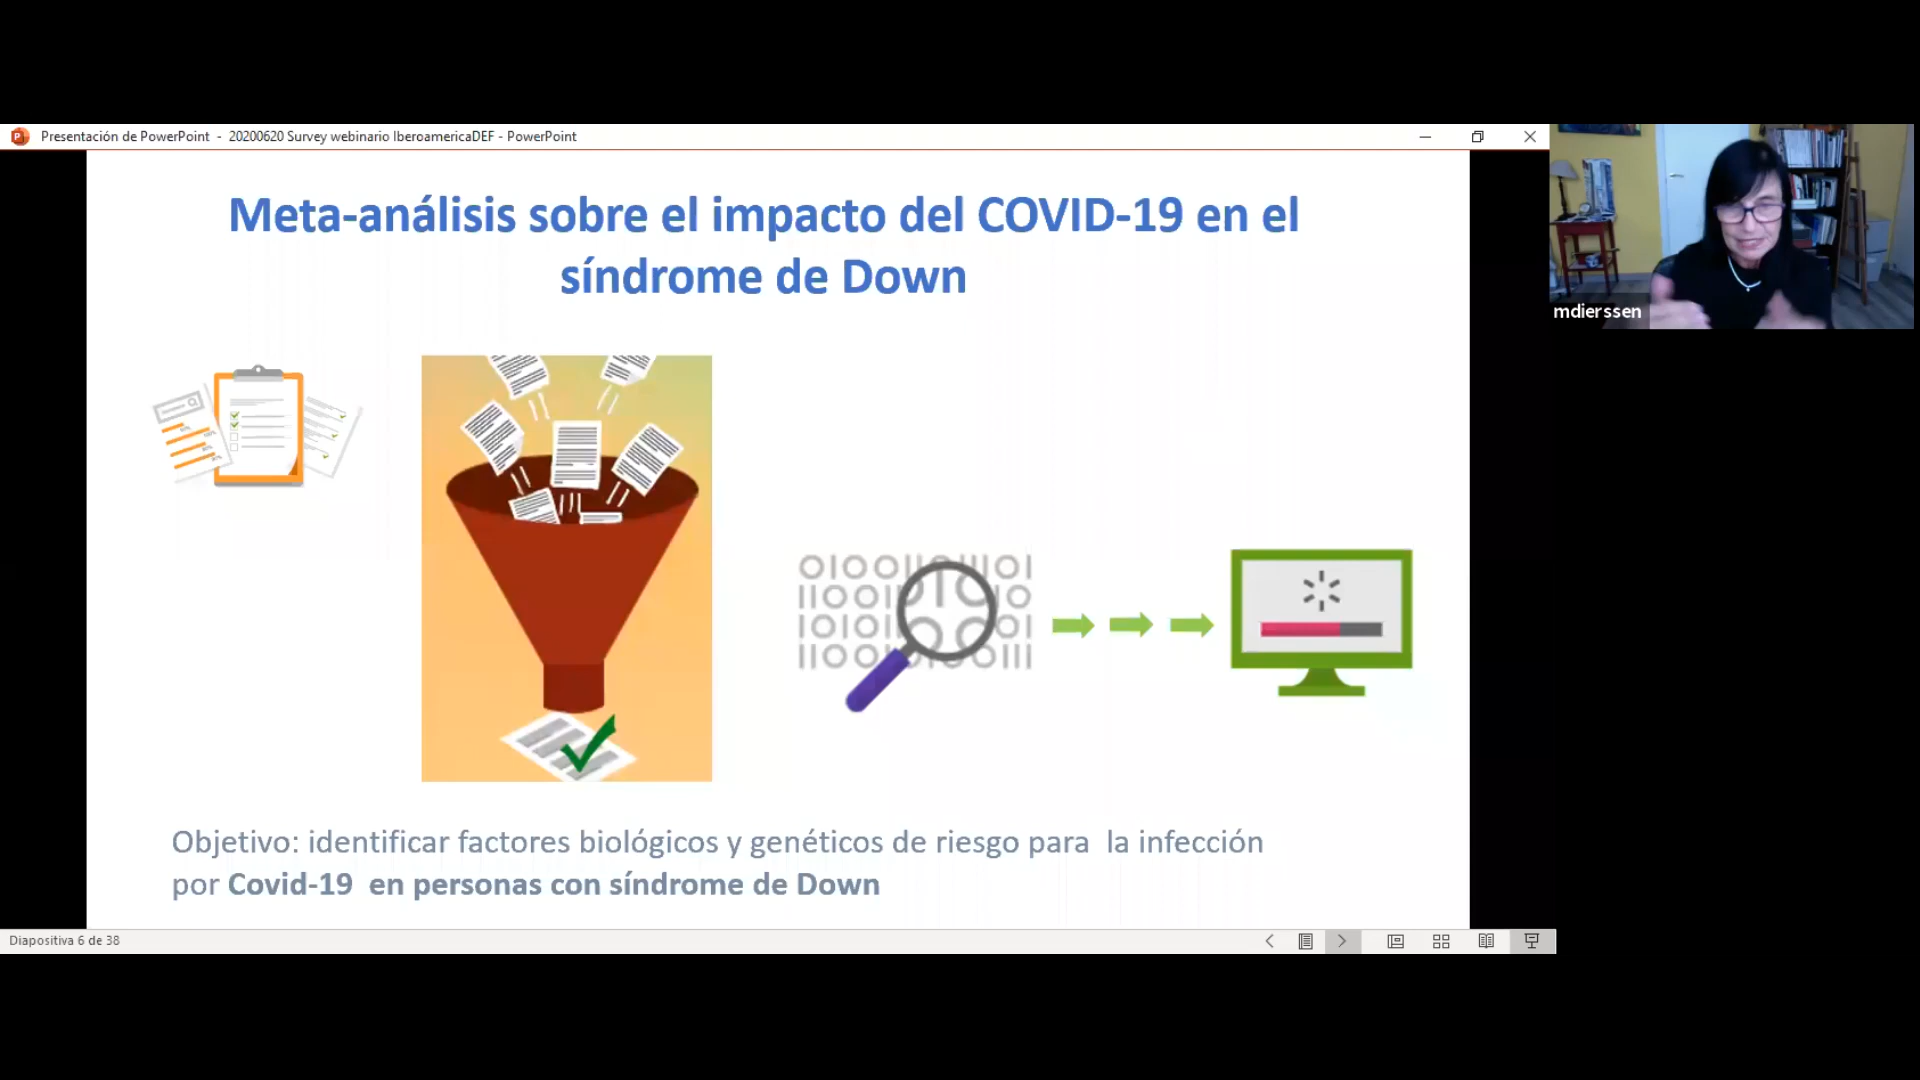 Presentación de PowerPoint - 20200620 Survey webinario IberoamericaDEF - PowerPoint
mdierssen
Meta-análisis sobre el impacto del COVID-19 en el
síndrome de Down
Objetivo: identificar factores biológicos y genéticos de riesgo para la infección
por Covid-19 en personas con síndrome de Down
Diapositiva 6 de 38